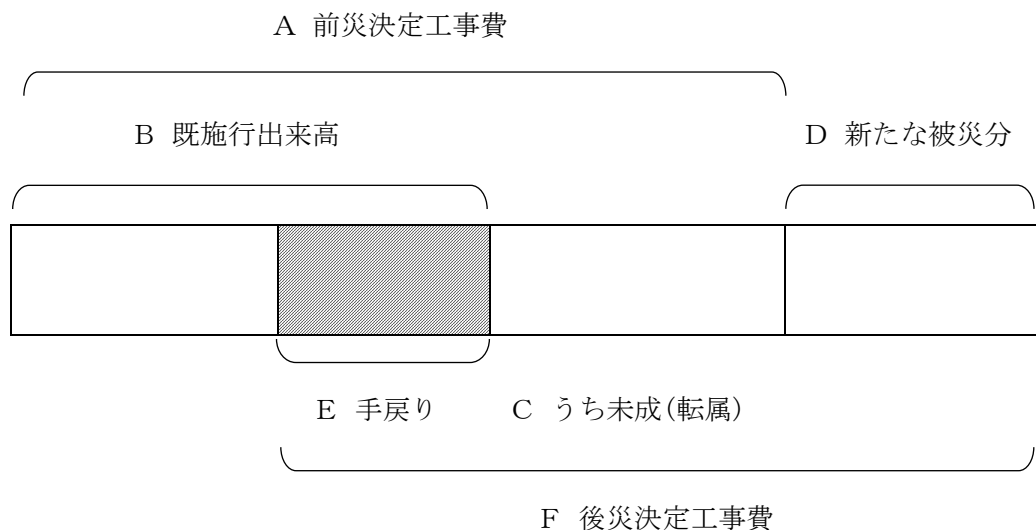 A 前災決定工事費
B 既施行出来高
D 新たな被災分
E 手戻り
C うち未成(転属)
F 後災決定工事費